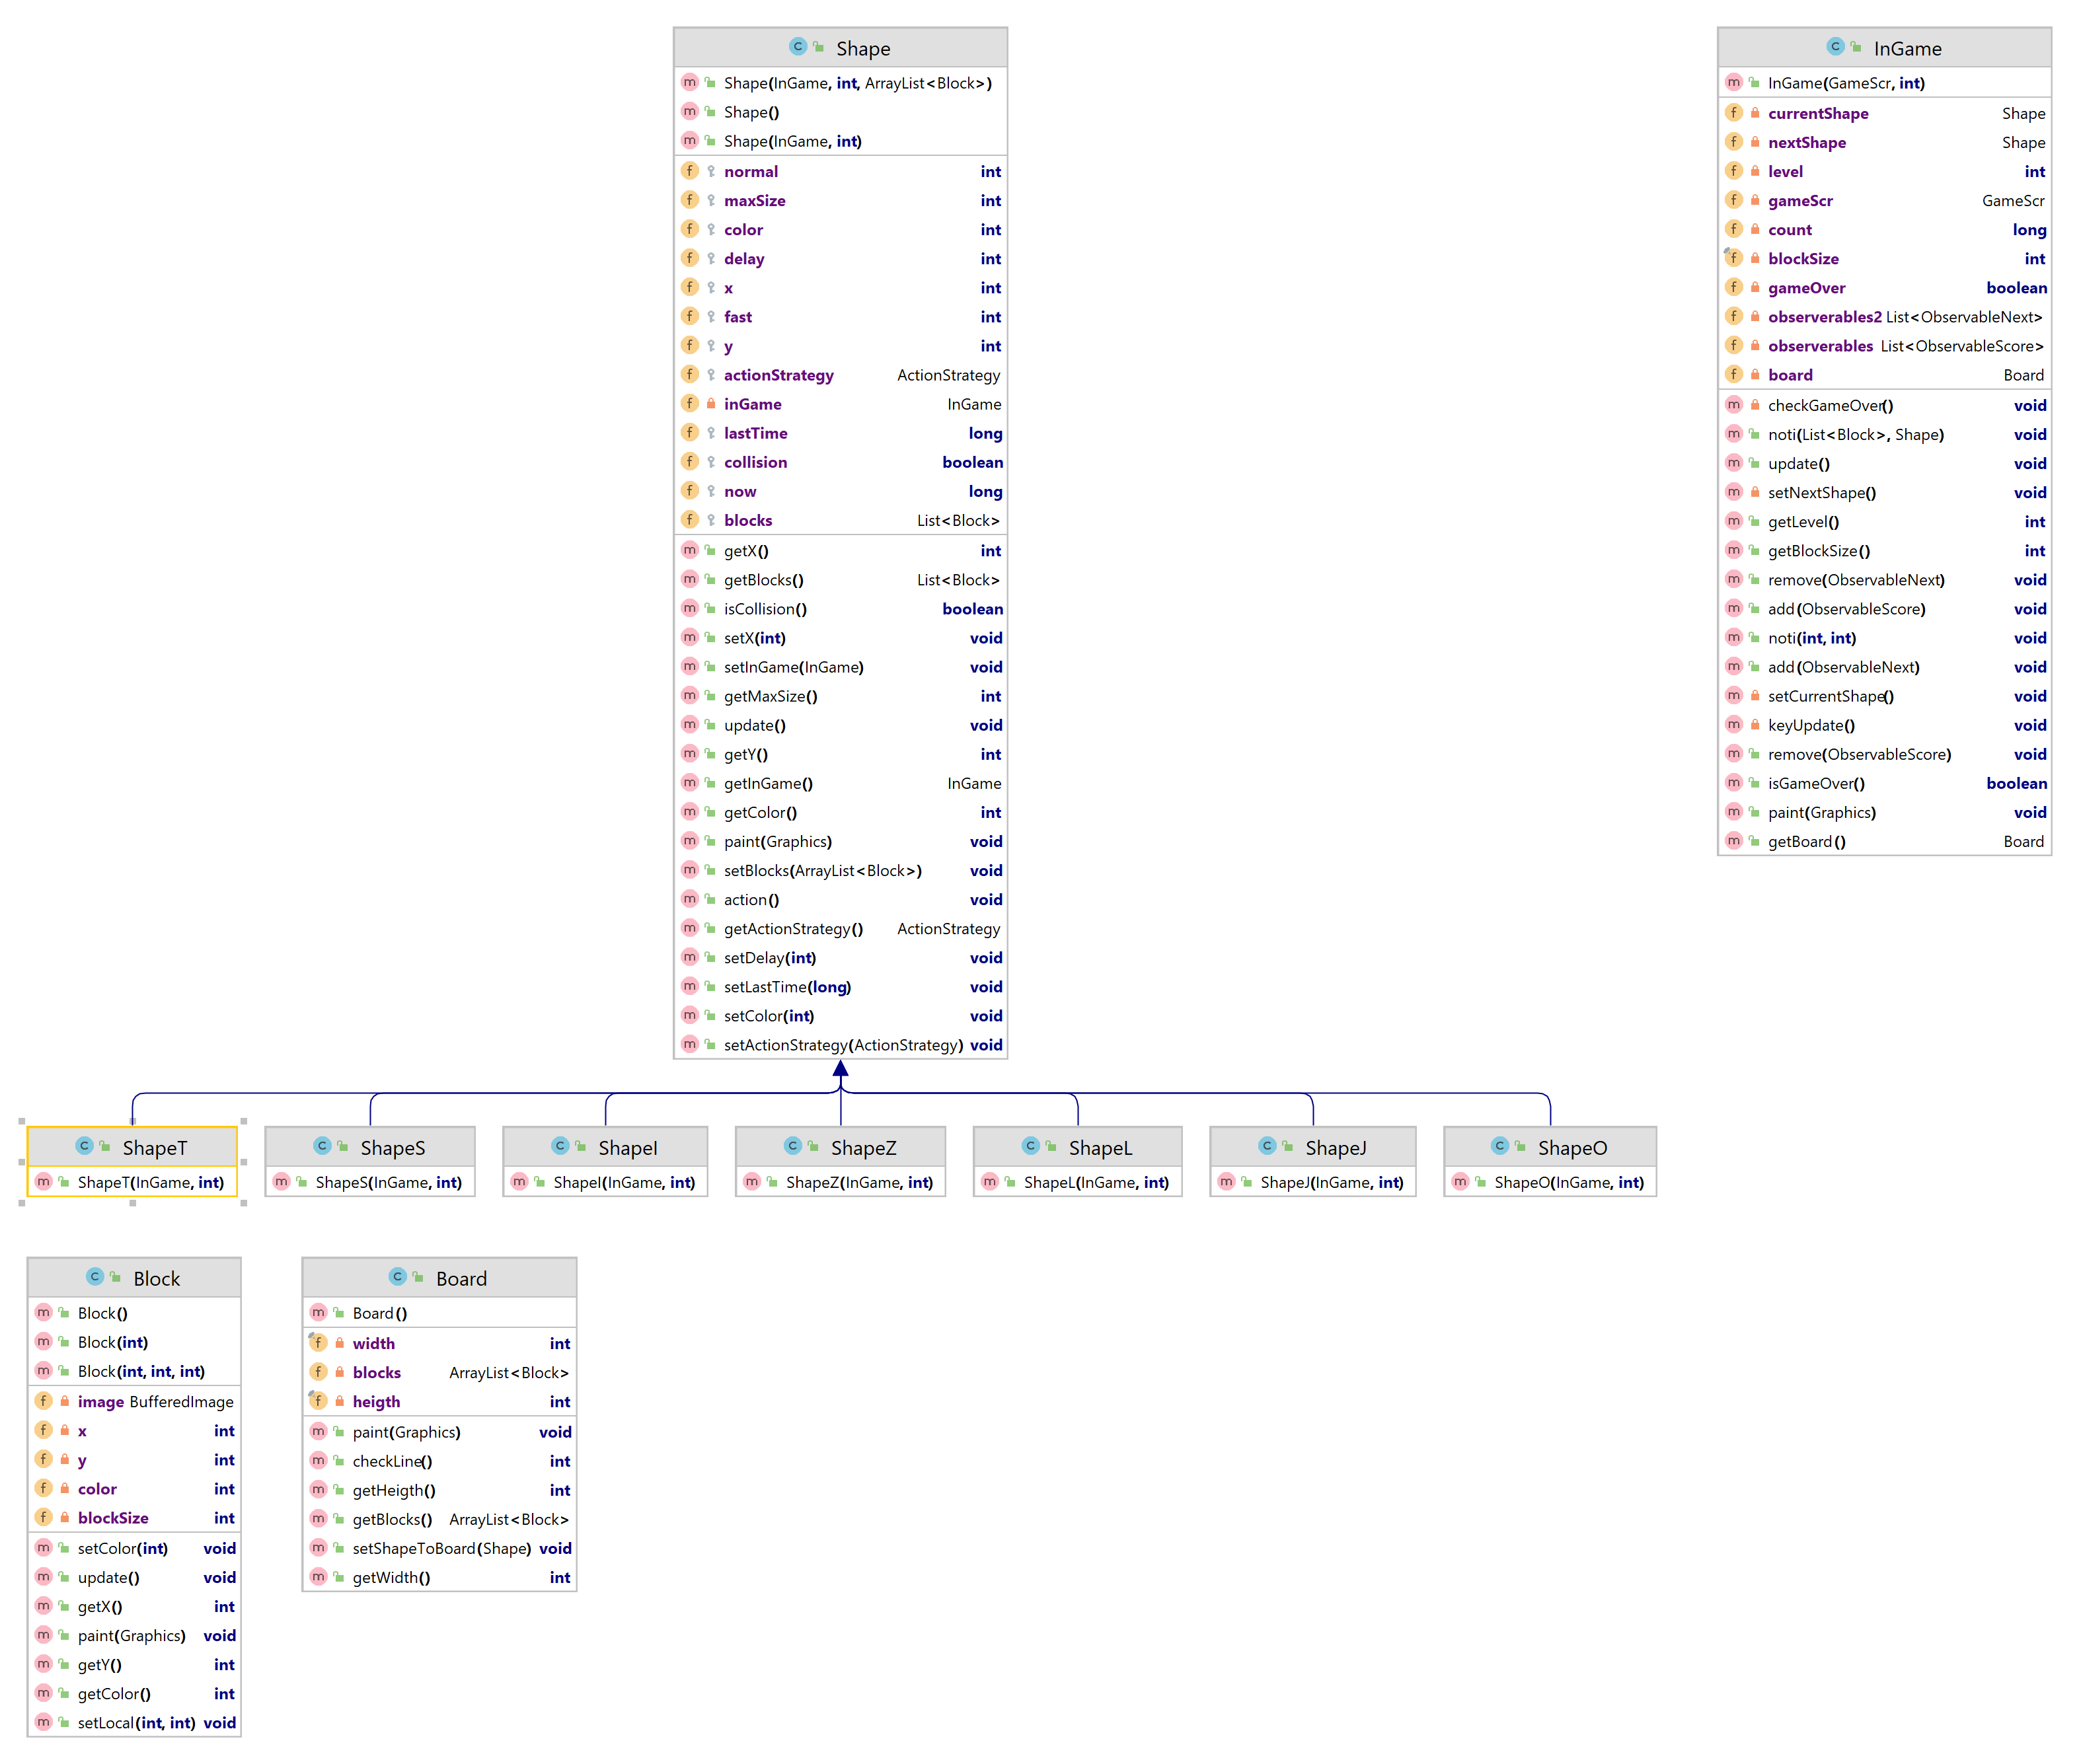 Shape
Shape(InGame, int, ArrayList<Block>)
Shape()
Shape(InGame, int)
normal int
maxSize int
color int
delay int
x int
fast int
y int
actionStrategy ActionStrategy
inGame InGame
lastTime long
collision boolean
now long
blocks List<Block>
getX() int
getBlocks() List<Block>
isCollision() boolean
setX(int) void
setInGame(InGame) void
getMaxSize() int
update() void
getY() int
getInGame() InGame
getColor() int
paint(Graphics) void
setBlocks(ArrayList<Block>) void
action() void
getActionStrategy() ActionStrategy
setDelay(int) void
setLastTime(long) void
setColor(int) void
setActionStrategy(ActionStrategy) void
InGame
InGame(GameScr, int)
currentShape Shape
nextShape Shape
level int
gameScr GameScr
count long
blockSize int
gameOver boolean
observerables2 List<ObservableNext>
observerables List<ObservableScore>
board Board
checkGameOver() void
noti(List<Block>, Shape) void
update() void
setNextShape() void
getLevel() int
getBlockSize() int
remove(ObservableNext) void
add(ObservableScore) void
noti(int, int) void
add(ObservableNext) void
setCurrentShape() void
keyUpdate() void
remove(ObservableScore) void
isGameOver() boolean
paint(Graphics) void
getBoard() Board
ShapeT
ShapeT(InGame, int)
ShapeS
ShapeS(InGame, int)
ShapeI
ShapeI(InGame, int)
ShapeZ
ShapeZ(InGame, int)
ShapeL
ShapeL(InGame, int)
ShapeJ
ShapeJ(InGame, int)
ShapeO
ShapeO(InGame, int)
Block
Block()
Block(int)
Block(int, int, int)
image BufferedImage
x int
y int
color int
blockSize int
setColor(int) void
update() void
getX() int
paint(Graphics) void
getY() int
getColor() int
setLocal(int, int) void
Board
Board()
width int
blocks ArrayList<Block>
heigth int
paint(Graphics) void
checkLine() int
getHeigth() int
getBlocks() ArrayList<Block>
setShapeToBoard(Shape) void
getWidth() int